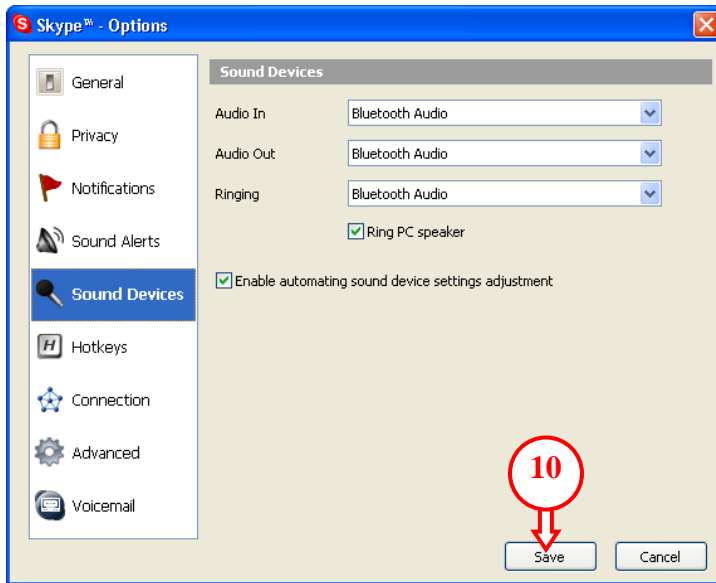 S Skype™ - Options
General
Privacy
Notifications
Sound Alerts
Sound Devices
H Hotkeys
Connection
Advanced
Voicemail
Sound Devices
Audio In Bluetooth Audio
Audio Out Bluetooth Audio
Ringing Bluetooth Audio
Ring PC speaker
Enable automating sound device settings adjustment
10
Save Cancel